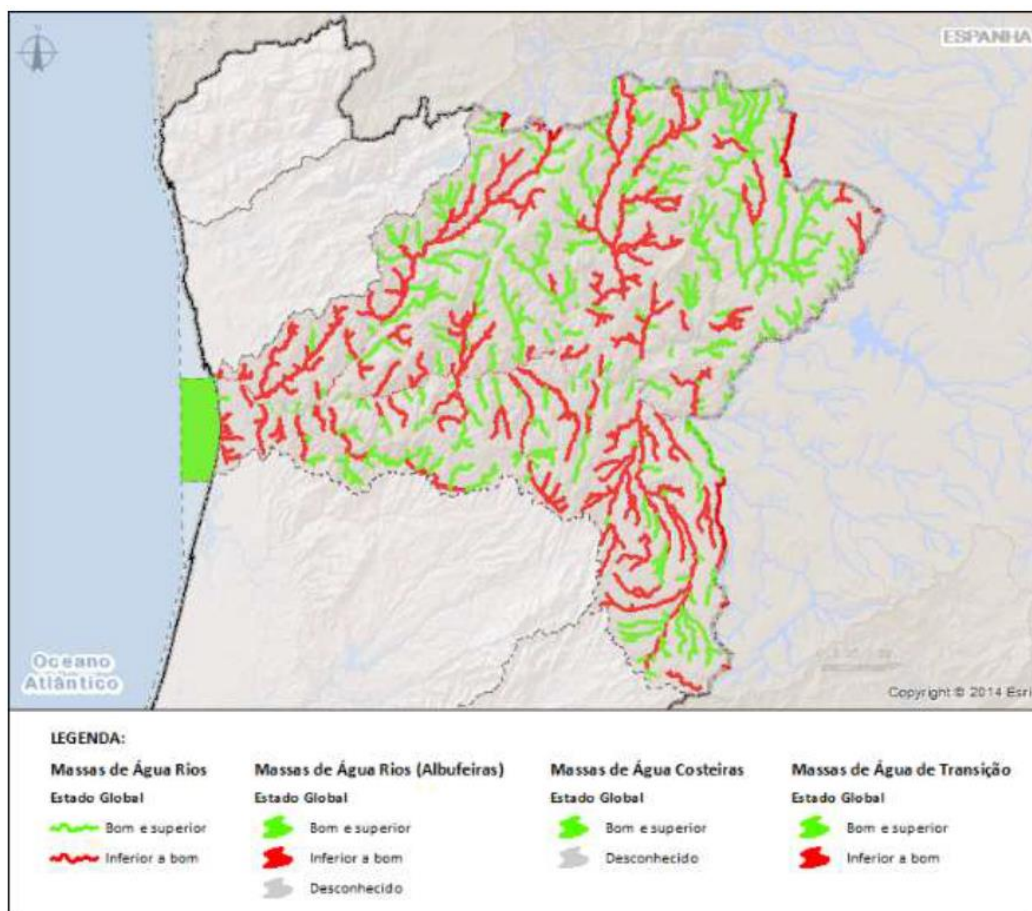 ESPANHA
Oceano
Atlântico
Copyright © 2014 Esri
LEGENDA:
Massas de Água Rios
Estado Global
Bom e superior
Inferior a bom
Massas de Água Rios (Albufeiras)
Estado Global
Bom e superior
Inferior a bom
Desconhecido
Massas de Água Costeiras
Estado Global
Bom e superior
Desconhecido
Massas de Água de Transição
Estado Global
Bom e superior
Inferior a bom